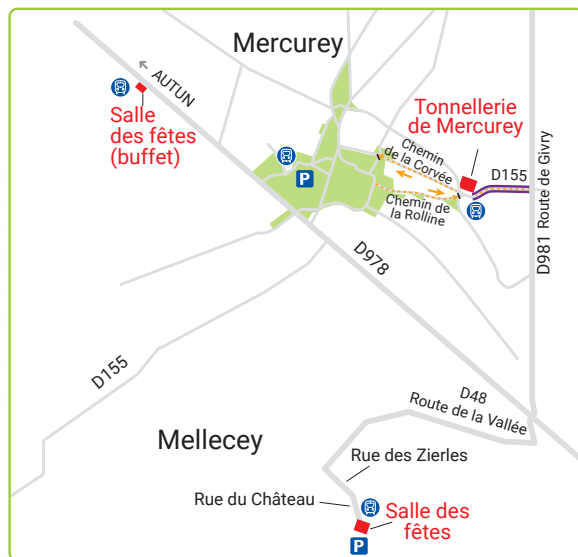 Mercurey
AUTUN
Salle
des fêtes
(buffet)
Tonnellerie
de Mercurey
Chemin
de la Corvée
D155
P
Chemin de
la Rolline
D981 Route de Givry
D978
D155
D48
Route de la Vallée
Mellecey
Rue des Zierles
Rue du Château
Salle des
fêtes
P